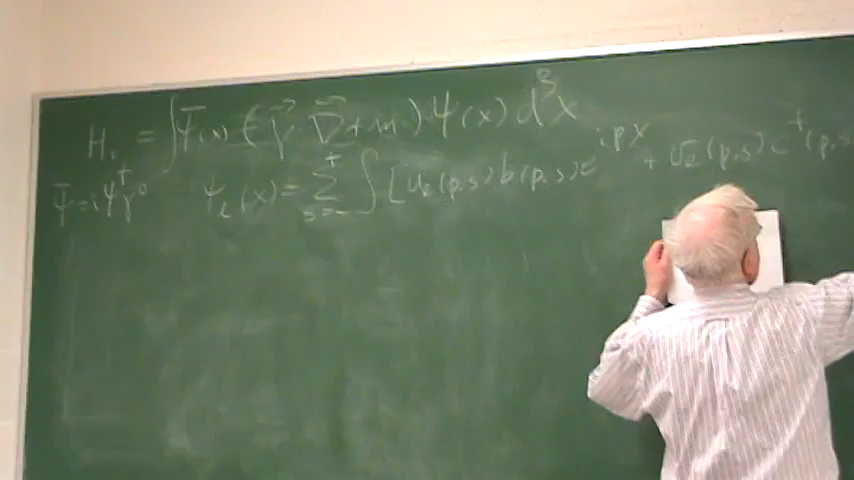 H₀ = ∫ψ̄(x) (γ⃗·∇⃗ + m) ψ(x) d³x
ψ̄ = iψ†γ⁰ ψ_ℓ(x) = Σ_{s=-}^{+} ∫[u_ℓ(p,s) b(p,s) e^{ipx} + v_ℓ(p,s) c†(p,s